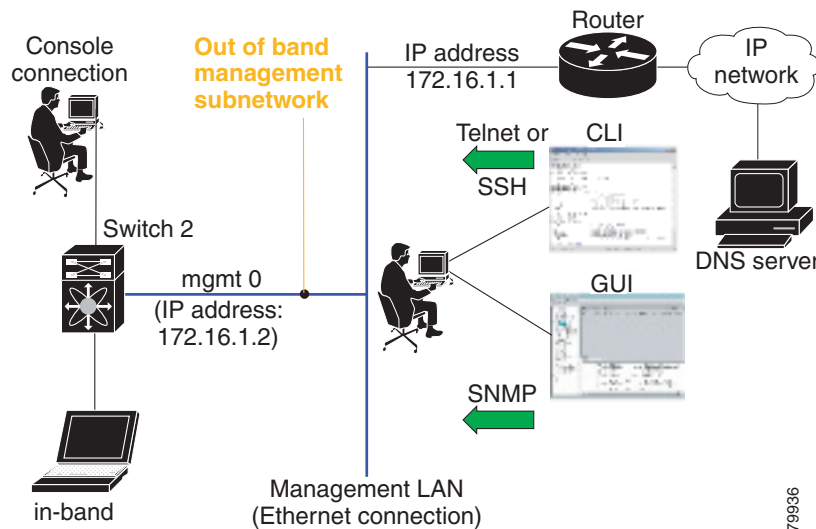 Console
connection
Out of band
management
subnetwork
IP address
172.16.1.1
Router
IP
network
Telnet or
SSH
CLI
Switch 2
mgmt 0
(IP address:
172.16.1.2)
DNS server
GUI
SNMP
in-band
Management LAN
(Ethernet connection)
79936